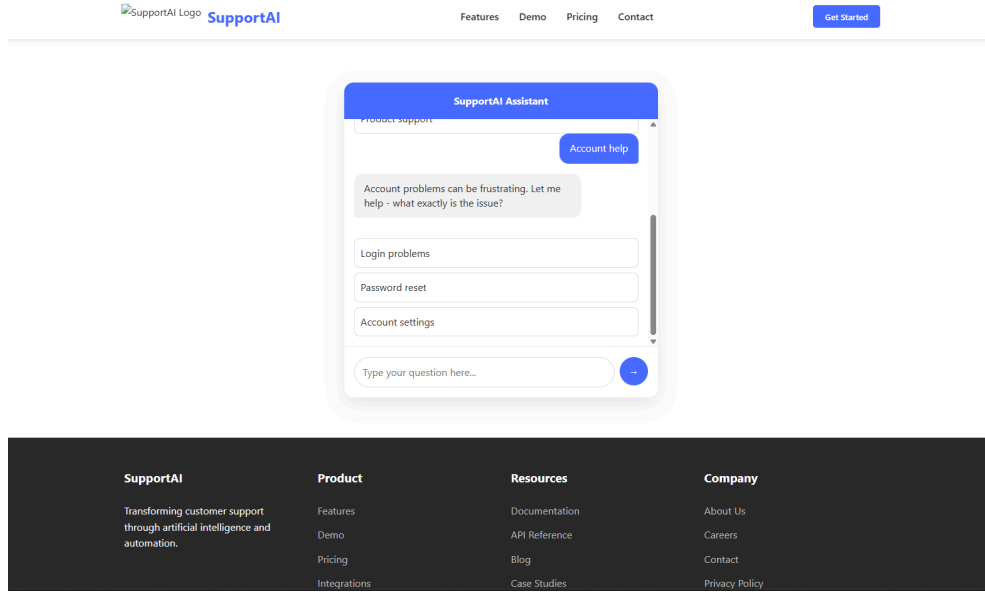 SupportAI Logo
SupportAI
Features
Demo
Pricing
Contact
Get Started
SupportAI Assistant
Product support
Account help
Account problems can be frustrating. Let me
help - what exactly is the issue?
Login problems
Password reset
Account settings
Type your question here...
→
SupportAI
Transforming customer support
through artificial intelligence and
automation.
Product
Features
Demo
Pricing
Integrations
Resources
Documentation
API Reference
Blog
Case Studies
Company
About Us
Careers
Contact
Privacy Policy